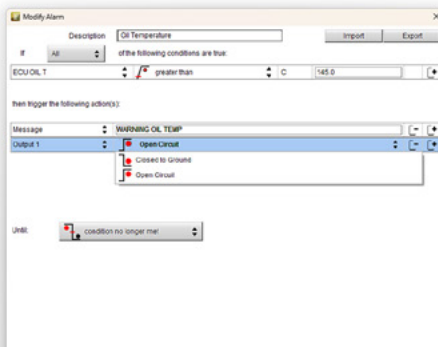 Modify Alarm
Description Oil Temperature Import Export
If All of the following conditions are true:
ECU OIL T greater than C 145.0
then trigger the following action(s):
Message WARNING OIL TEMP
Output 1 Open Circuit
Closed to Ground
Open Circuit
Until: condition no longer met